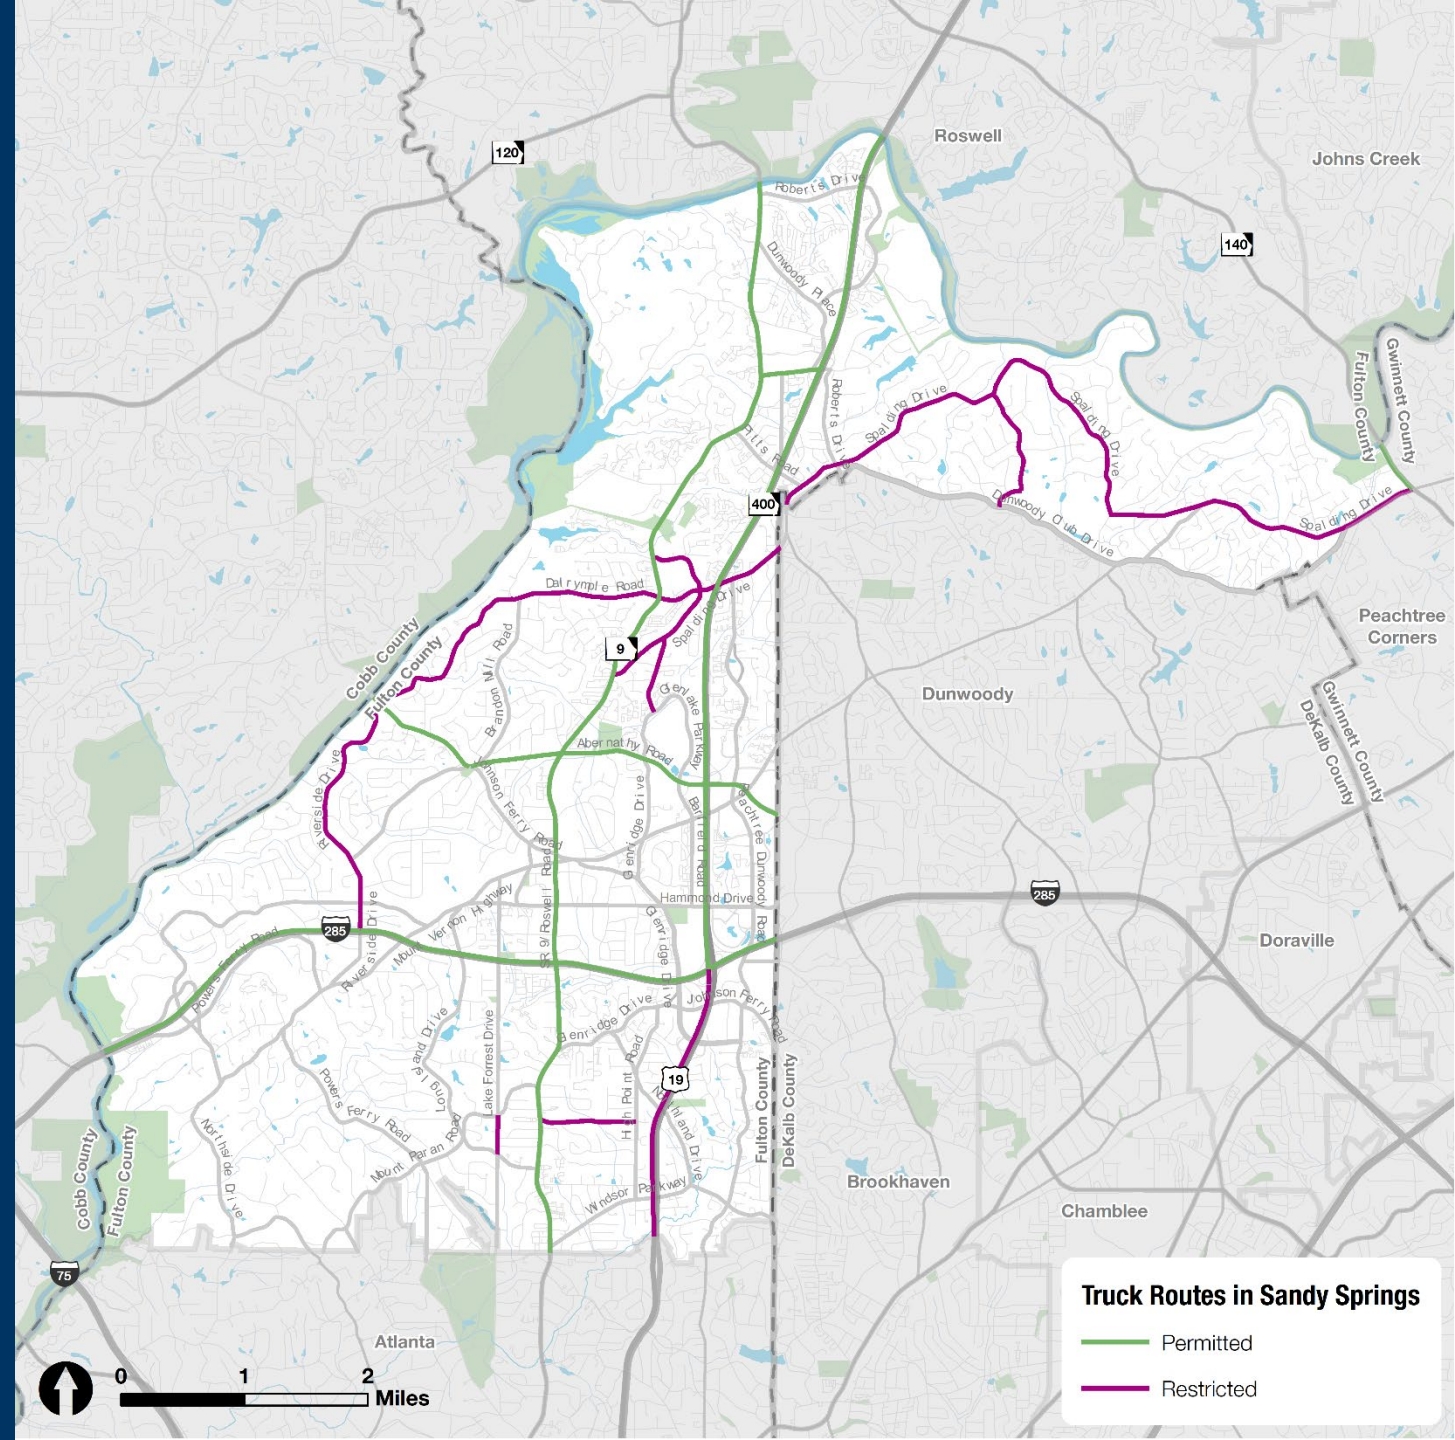 Roswell
Johns Creek
120
140
Roberts Drive
Dunwoody Place
Fulton County
Gwinnett County
Roberts Drive
Spalding Drive
Spalding Drive
Pitts Road
400
Dunwoody Club Drive
Spalding Drive
Dalrymple Road
Spalding Drive
Cobb County
Fulton County
9
Brandon Mill Road
Glenlake Parkway
Peachtree
Corners
Dunwoody
Gwinnett County
DeKalb County
Abernathy Road
Riverside Drive
Johnson Ferry Road
Glenridge Drive
Barfield Road
Peachtree Dunwoody Road
SR 9/Roswell Road
Hammond Drive
285
285
Mount Vernon Highway
Riverside Drive
Powers Ferry Road
Glenridge Drive
Doraville
Johnson Ferry Road
Glenridge Drive
Long Island Drive
Lake Forrest Drive
High Point Road
19
Northland Drive
Fulton County
DeKalb County
Powers Ferry Road
Mount Paran Road
Northside Drive
Cobb County
Fulton County
Windsor Parkway
Brookhaven
Chamblee
75
Atlanta
Truck Routes in Sandy Springs
Permitted
Restricted
0 1 2
Miles